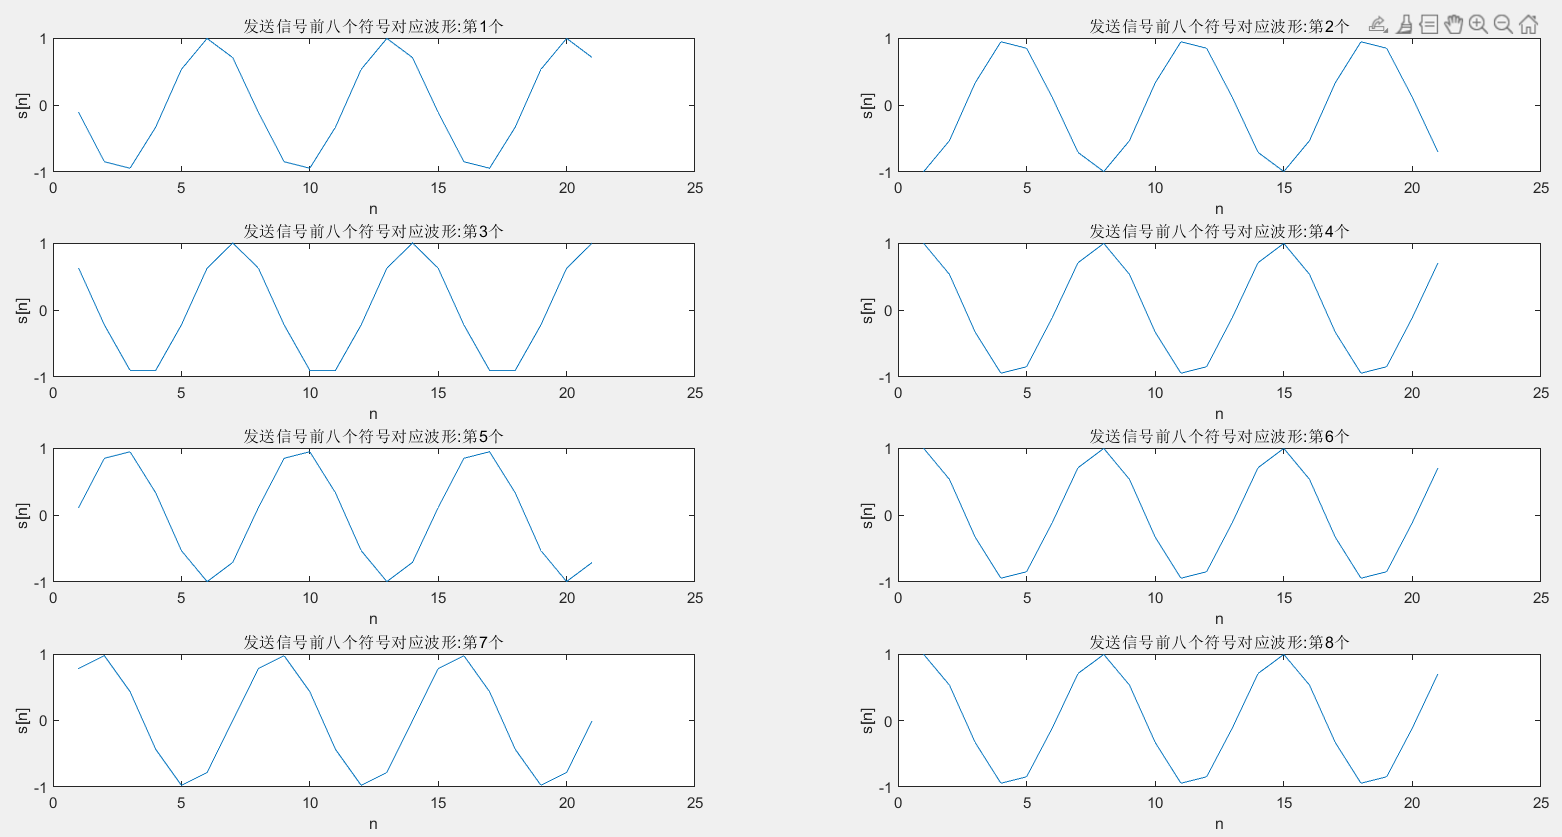 发送信号前八个符号对应波形:第1个
1
0
-1
s[n]
0 5 10 15 20 25
n
发送信号前八个符号对应波形:第2个
1
0
-1
s[n]
0 5 10 15 20 25
n
发送信号前八个符号对应波形:第3个
1
0
-1
s[n]
0 5 10 15 20 25
n
发送信号前八个符号对应波形:第4个
1
0
-1
s[n]
0 5 10 15 20 25
n
发送信号前八个符号对应波形:第5个
1
0
-1
s[n]
0 5 10 15 20 25
n
发送信号前八个符号对应波形:第6个
1
0
-1
s[n]
0 5 10 15 20 25
n
发送信号前八个符号对应波形:第7个
1
0
-1
s[n]
0 5 10 15 20 25
n
发送信号前八个符号对应波形:第8个
1
0
-1
s[n]
0 5 10 15 20 25
n